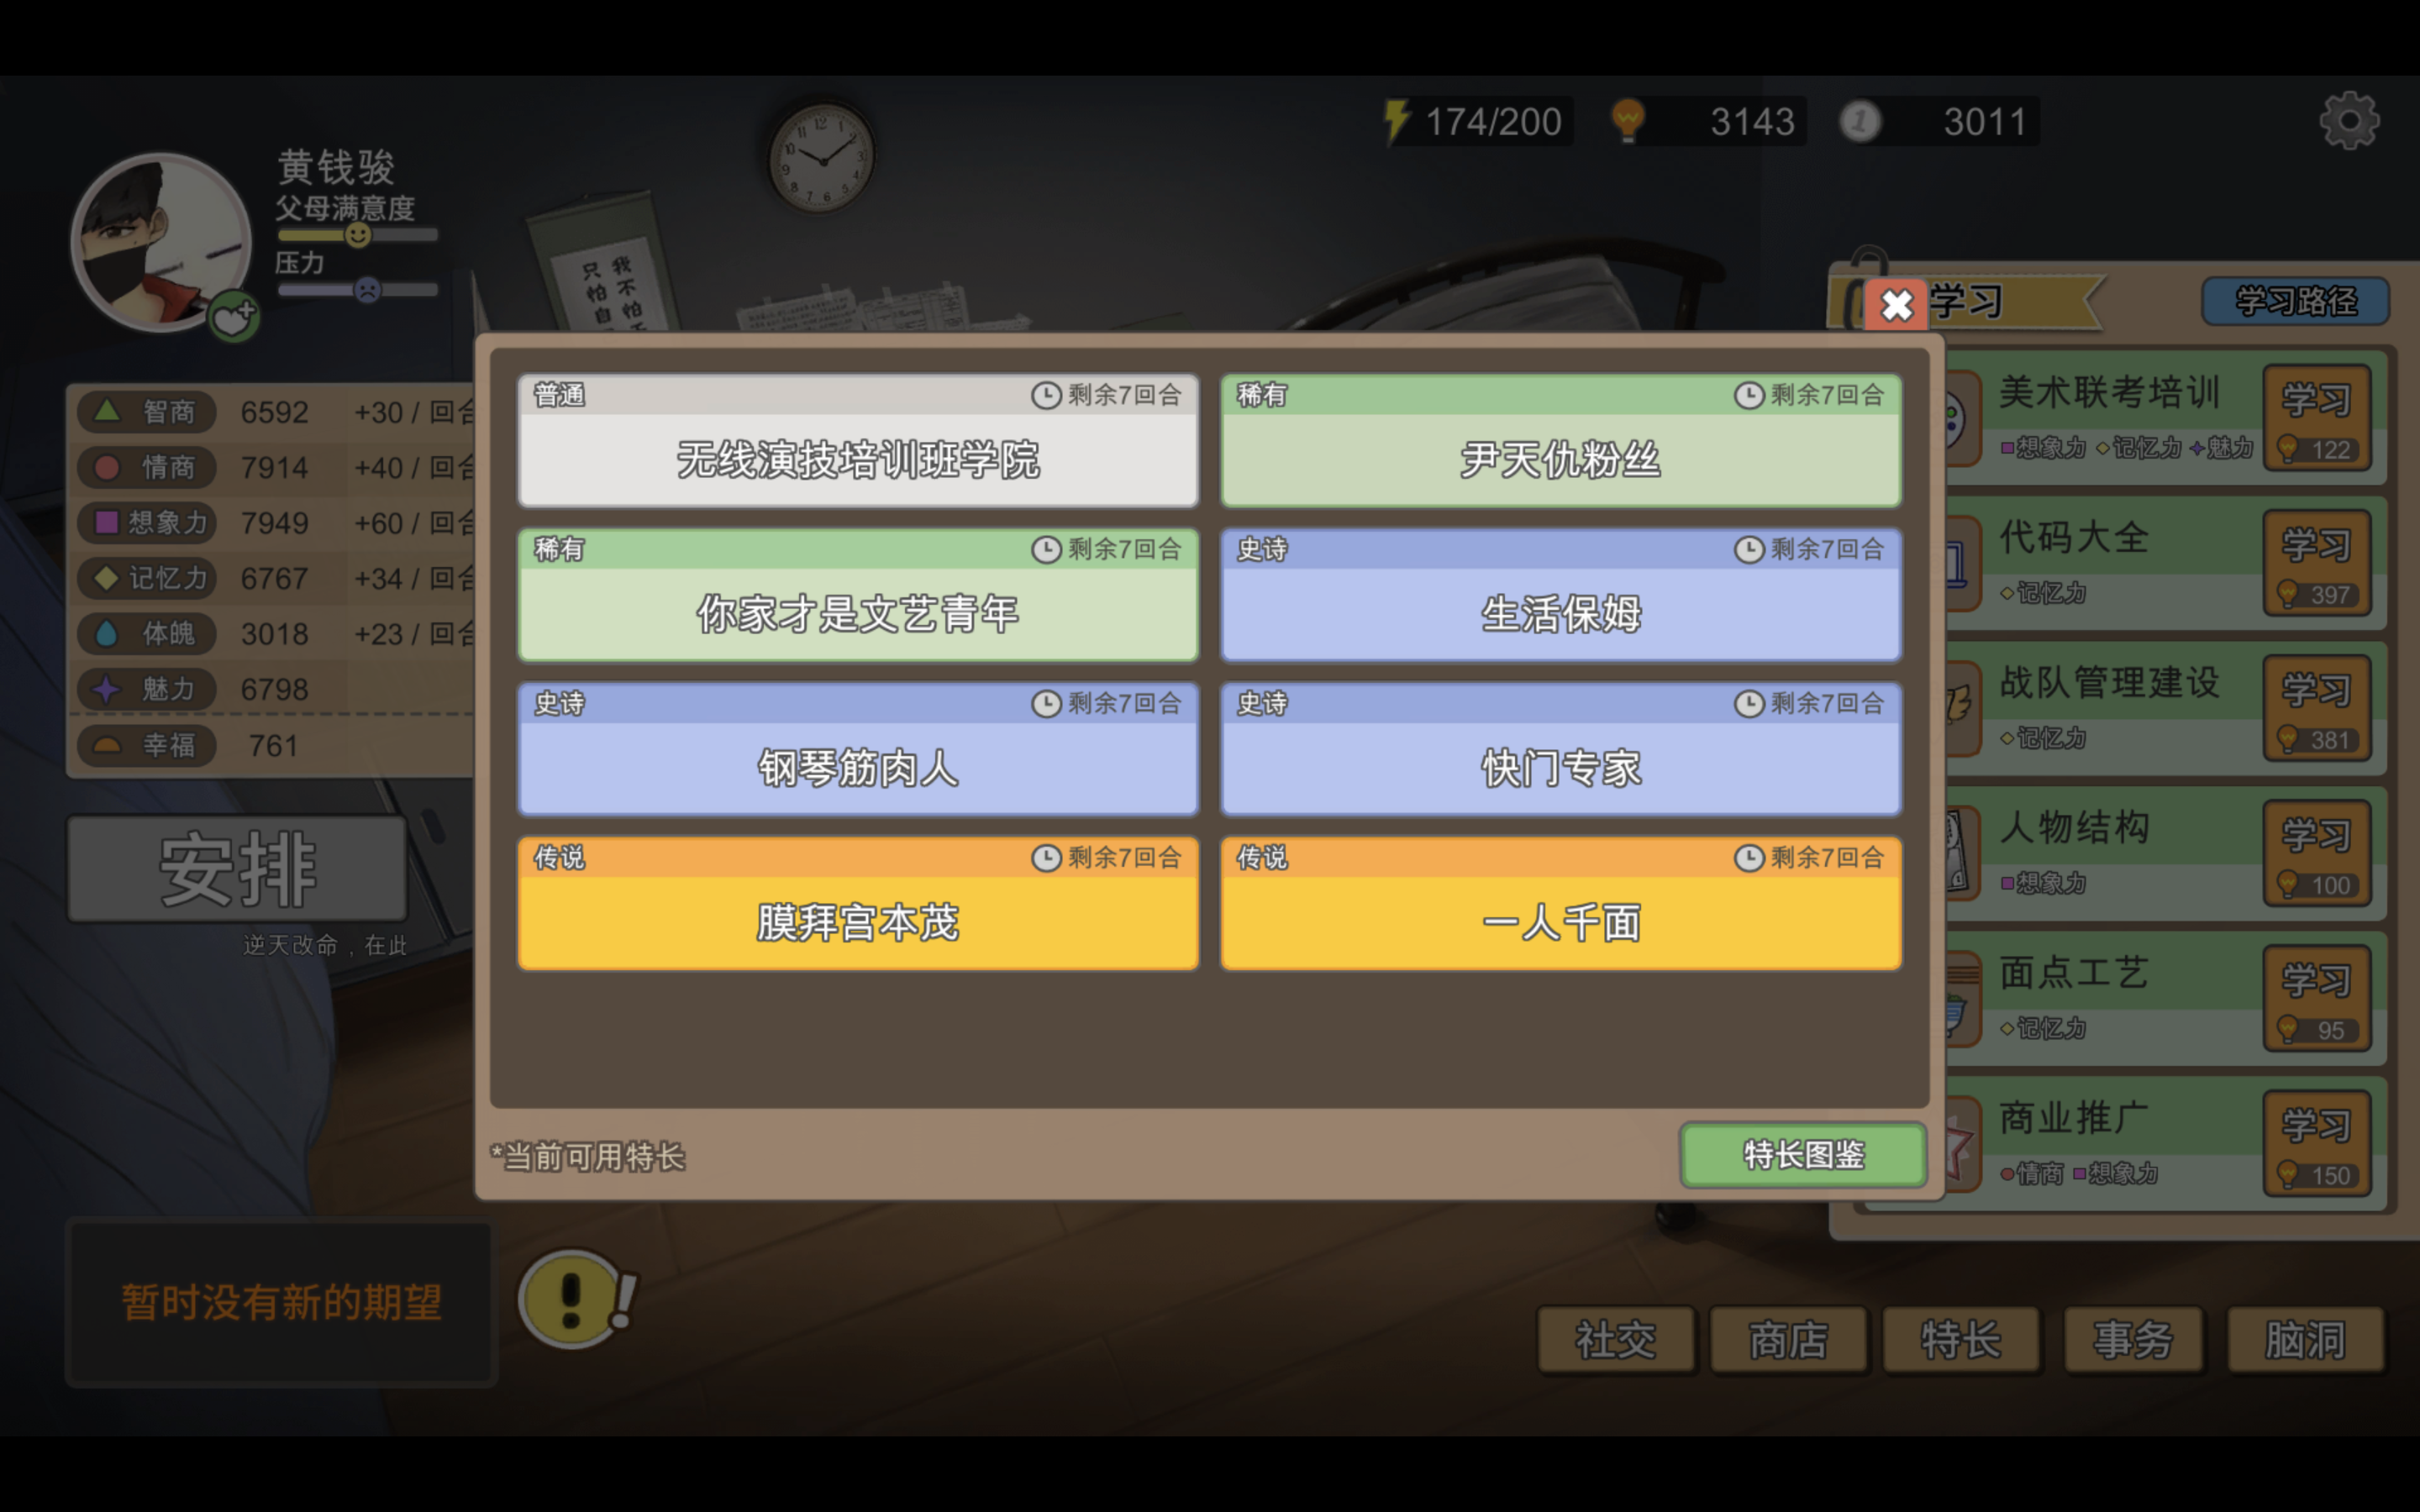 174/200
3143
3011
黄钱骏
父母满意度
压力
我不怕
只怕自
学习
学习路径
智商 6592 +30 / 回合
情商 7914 +40 / 回合
想象力 7949 +60 / 回合
记忆力 6767 +34 / 回合
体魄 3018 +23 / 回合
魅力 6798
幸福 761
安排
逆天改命，在此
暂时没有新的期望
普通 剩余7回合
无线演技培训班学院
稀有 剩余7回合
尹天仇粉丝
稀有 剩余7回合
你家才是文艺青年
史诗 剩余7回合
生活保姆
史诗 剩余7回合
钢琴筋肉人
史诗 剩余7回合
快门专家
传说 剩余7回合
膜拜宫本茂
传说 剩余7回合
一人千面
*当前可用特长
特长图鉴
美术联考培训
想象力 记忆力 魅力
学习
122
代码大全
记忆力
学习
397
战队管理建设
记忆力
学习
381
人物结构
想象力
学习
100
面点工艺
记忆力
学习
95
商业推广
情商 想象力
学习
150
社交
商店
特长
事务
脑洞